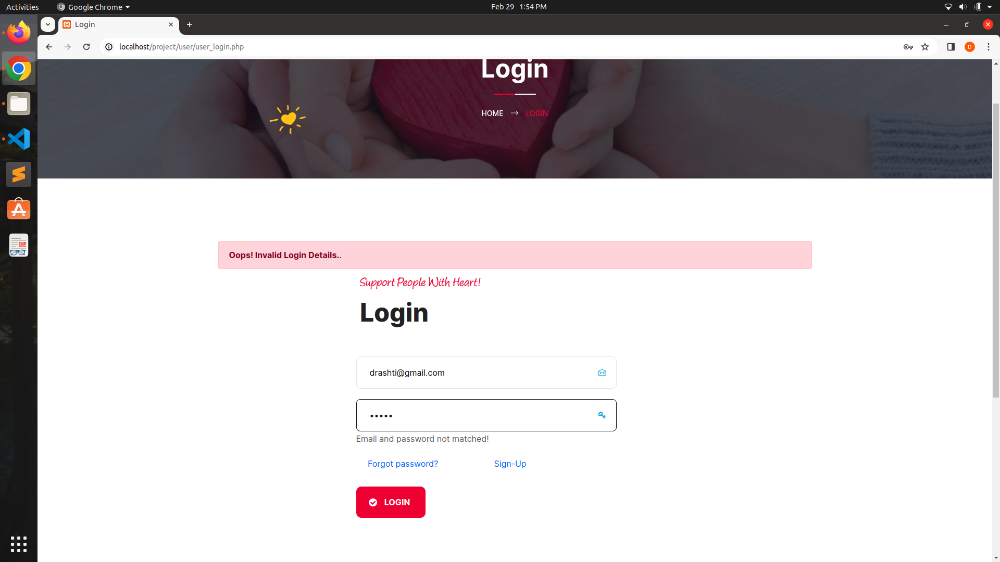 Activities
Google Chrome
Feb 29 1:54 PM
Login
localhost/project/user/user_login.php
D
Login
HOME → LOGIN
Oops! Invalid Login Details..
Support People With Heart!
Login
drashti@gmail.com
•••••
Email and password not matched!
Forgot password?
Sign-Up
LOGIN